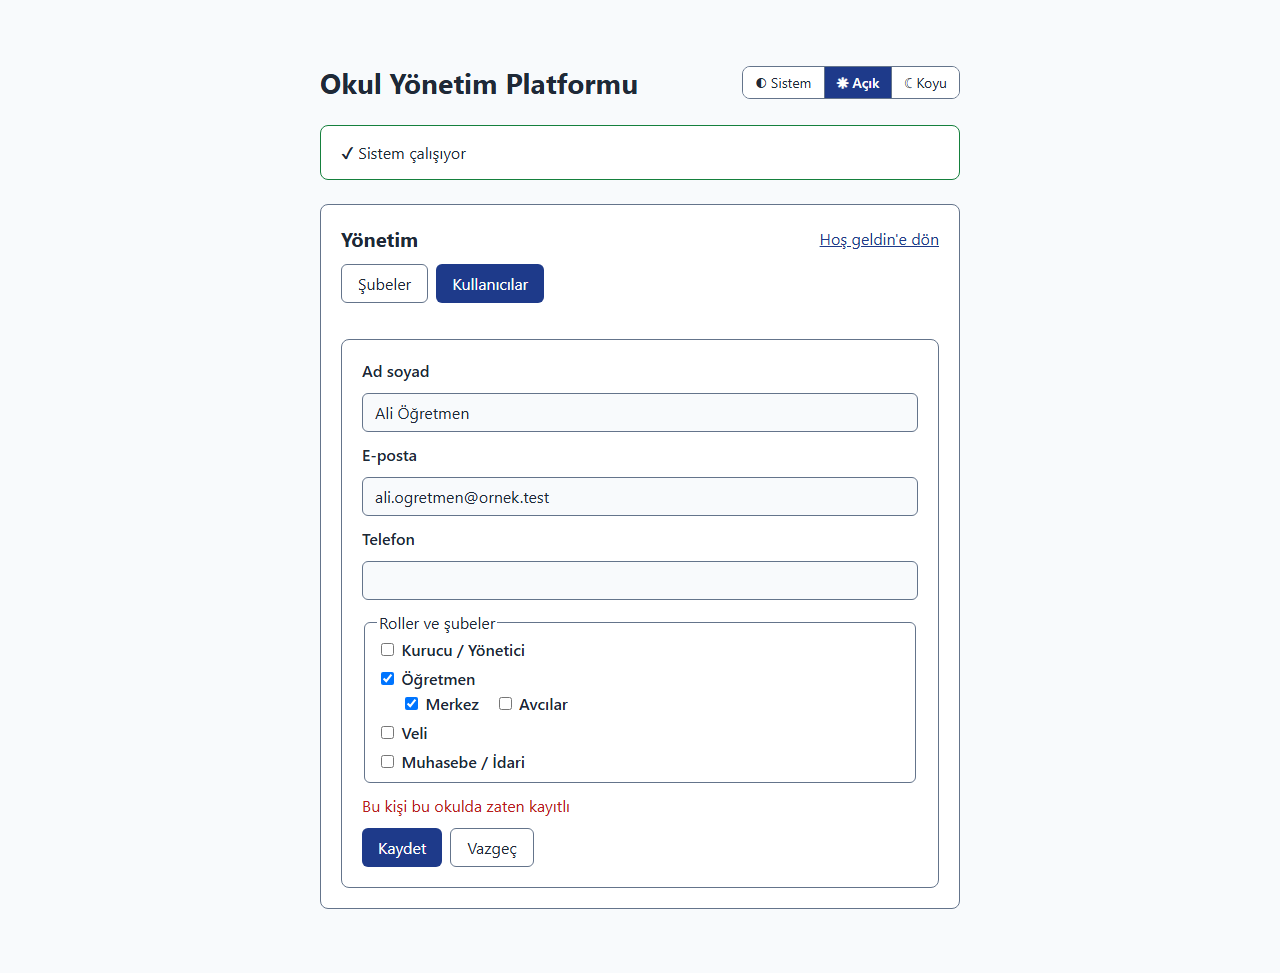 Okul Yönetim Platformu
◐ Sistem
✸ Açık
☾ Koyu
✓ Sistem çalışıyor
Yönetim
Hoş geldin'e dön
Şubeler
Kullanıcılar
Ad soyad
Ali Öğretmen
E-posta
ali.ogretmen@ornek.test
Telefon
Roller ve şubeler
Kurucu / Yönetici
Öğretmen
Merkez
Avcılar
Veli
Muhasebe / İdari
Bu kişi bu okulda zaten kayıtlı
Kaydet
Vazgeç